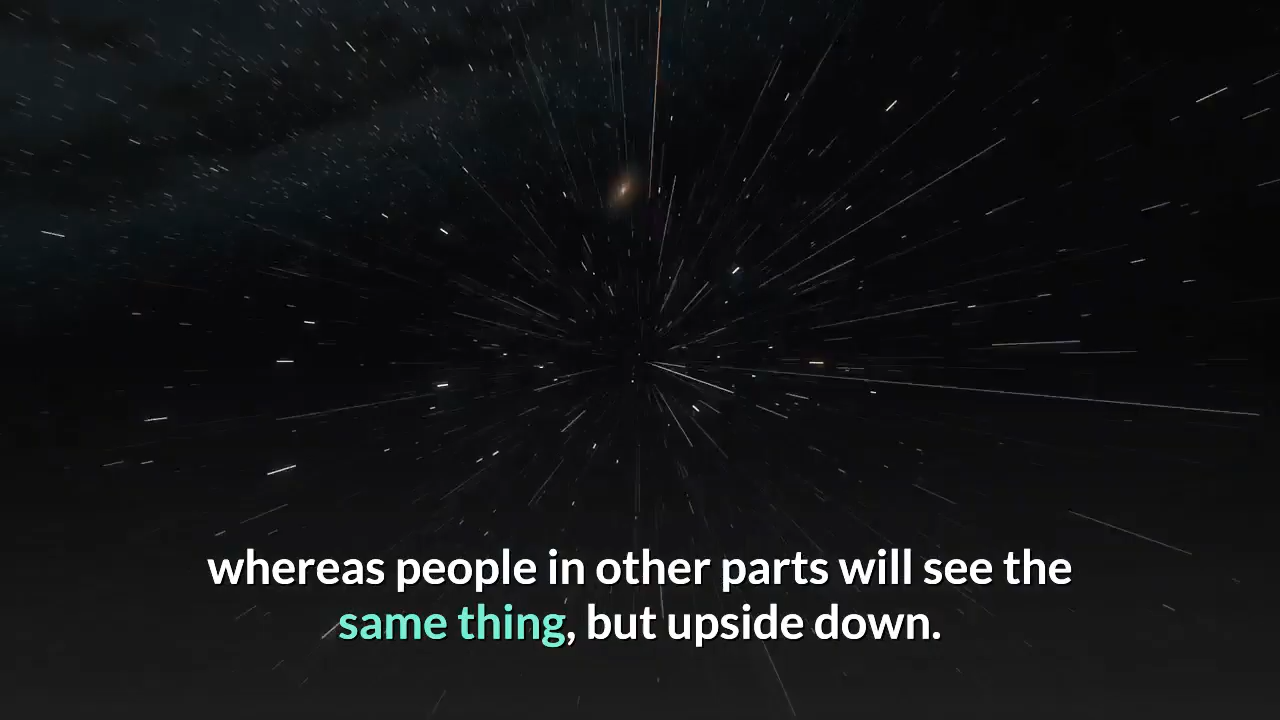 whereas people in other parts will see the
same thing, but upside down.